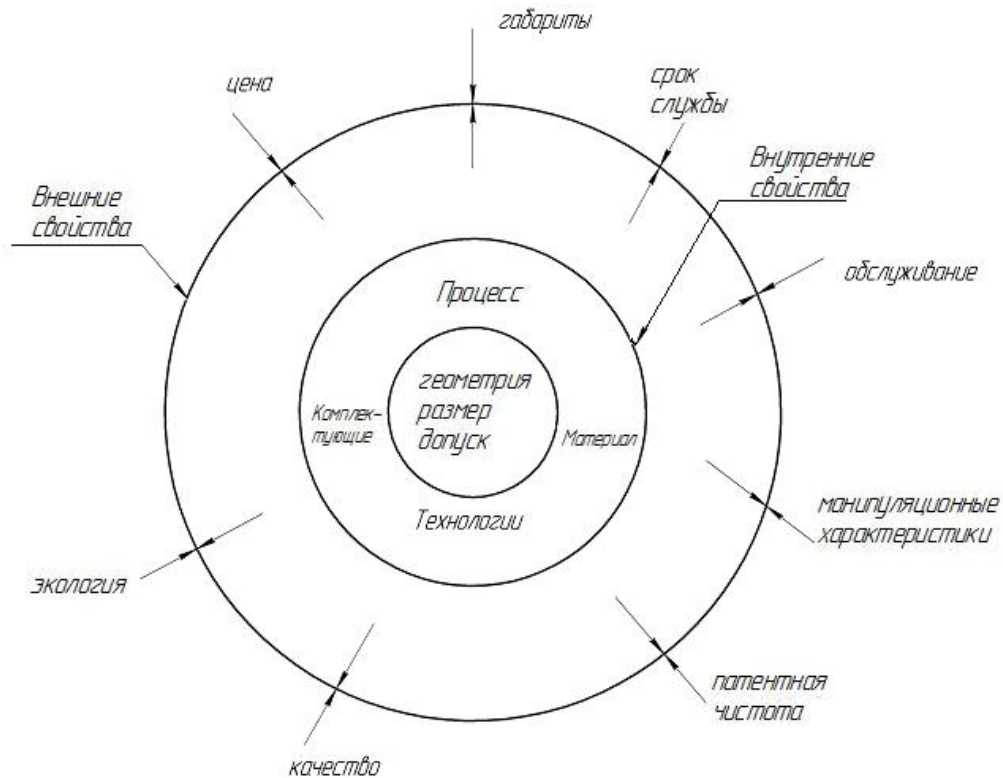 габариты
цена
срок
службы
Внутренние
свойства
Внешние
свойства
обслуживание
Процесс
геометрия
размер
допуск
Комплек-
тующие
Материал
Технологии
манипуляционные
характеристики
экология
патентная
чистота
качество